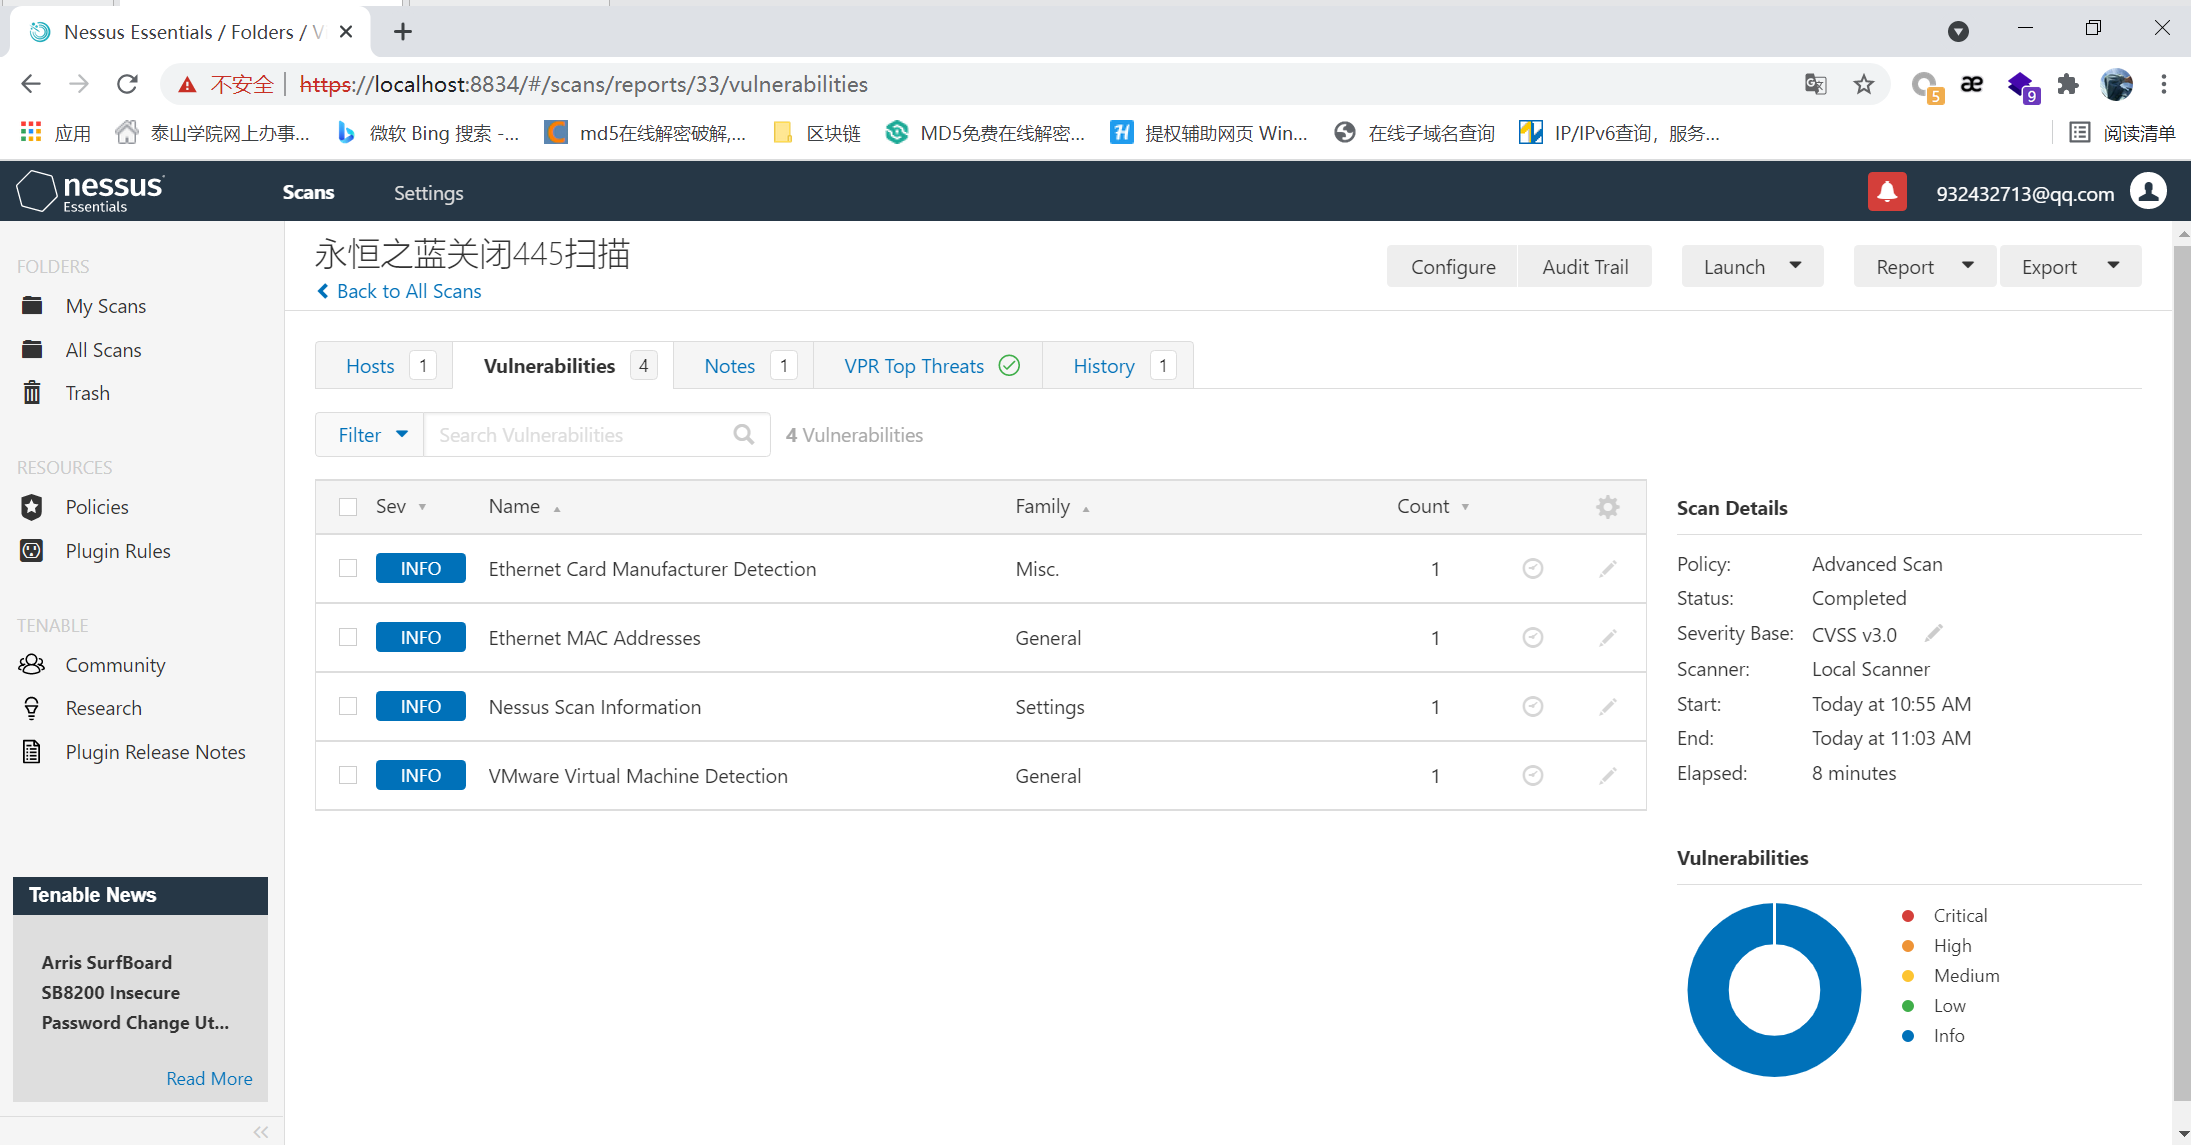 Nessus Essentials / Folders / V
不安全 https://localhost:8834/#/scans/reports/33/vulnerabilities
5
æ
9
应用
泰山学院网上办事...
微软 Bing 搜索 -...
md5在线解密破解,...
区块链
MD5免费在线解密...
提权辅助网页 Win...
在线子域名查询
IP/IPv6查询，服务...
阅读清单
nessus
Essentials
Scans
Settings
932432713@qq.com
FOLDERS
My Scans
All Scans
Trash
RESOURCES
Policies
Plugin Rules
TENABLE
Community
Research
Plugin Release Notes
Tenable News
Arris SurfBoard
SB8200 Insecure
Password Change Ut...
Read More
永恒之蓝关闭445扫描
Back to All Scans
Configure
Audit Trail
Launch
Report
Export
Hosts 1
Vulnerabilities 4
Notes 1
VPR Top Threats
History 1
Filter
Search Vulnerabilities
4 Vulnerabilities
Sev Name Family Count
INFO Ethernet Card Manufacturer Detection Misc. 1
INFO Ethernet MAC Addresses General 1
INFO Nessus Scan Information Settings 1
INFO VMware Virtual Machine Detection General 1
Scan Details
Policy: Advanced Scan
Status: Completed
Severity Base: CVSS v3.0
Scanner: Local Scanner
Start: Today at 10:55 AM
End: Today at 11:03 AM
Elapsed: 8 minutes
Vulnerabilities
Critical
High
Medium
Low
Info